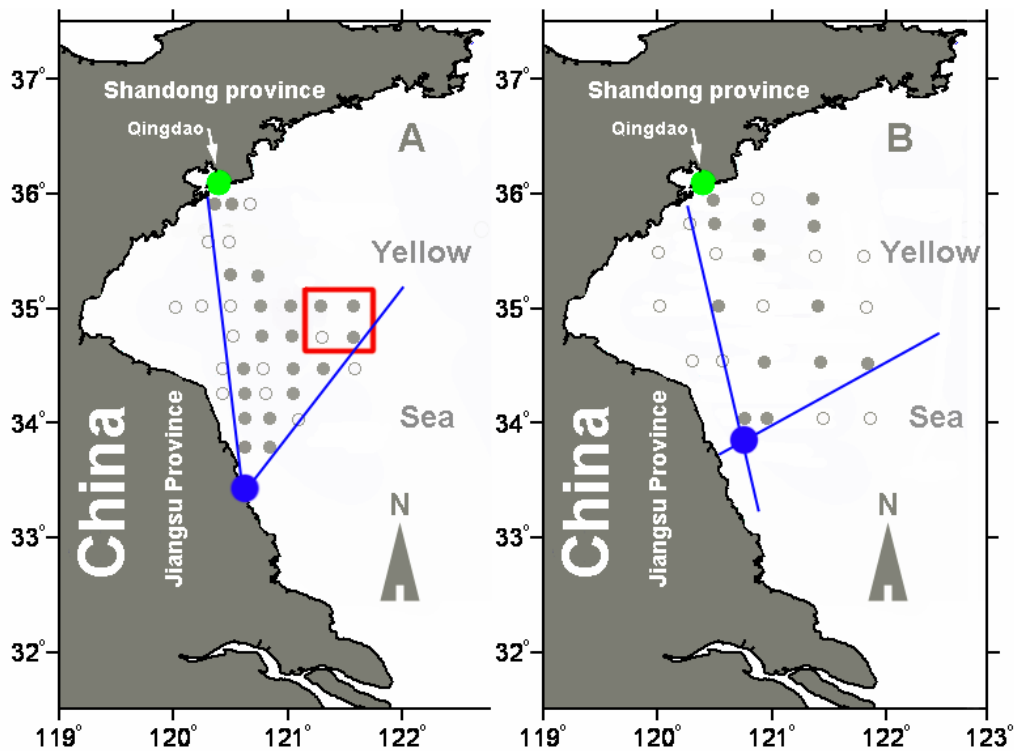 Shandong province
Qingdao
A
Yellow
Sea
China
Jiangsu Province
N
37°
36°
35°
34°
33°
32°
119°
120°
121°
122°
Shandong province
Qingdao
B
Yellow
Sea
China
Jiangsu Province
N
37°
36°
35°
34°
33°
32°
119°
120°
121°
122°
123°